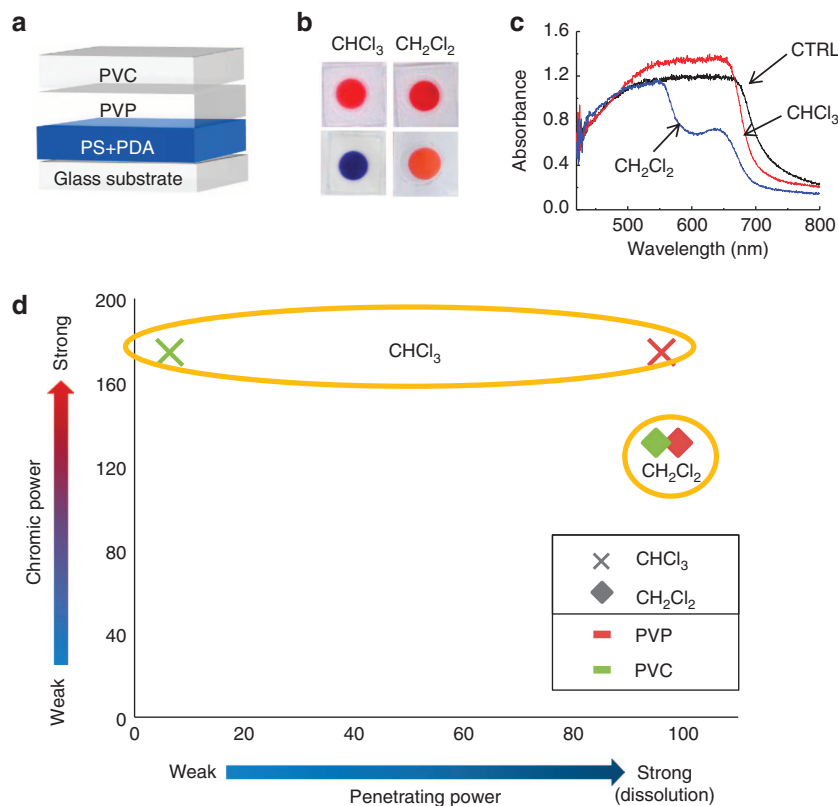 a
PVC
PVP
PS+PDA
Glass substrate
b
CHCl3 CH2Cl2
c
1.6
1.2
0.8
0.4
0.0
Absorbance
CTRL
CHCl3
CH2Cl2
500 600 700 800
Wavelength (nm)
d
200
160
120
80
40
0
Strong
Chromic power
Weak
CHCl3
CH2Cl2
CHCl3
CH2Cl2
PVP
PVC
0 20 40 60 80 100
Weak
Strong
(dissolution)
Penetrating power